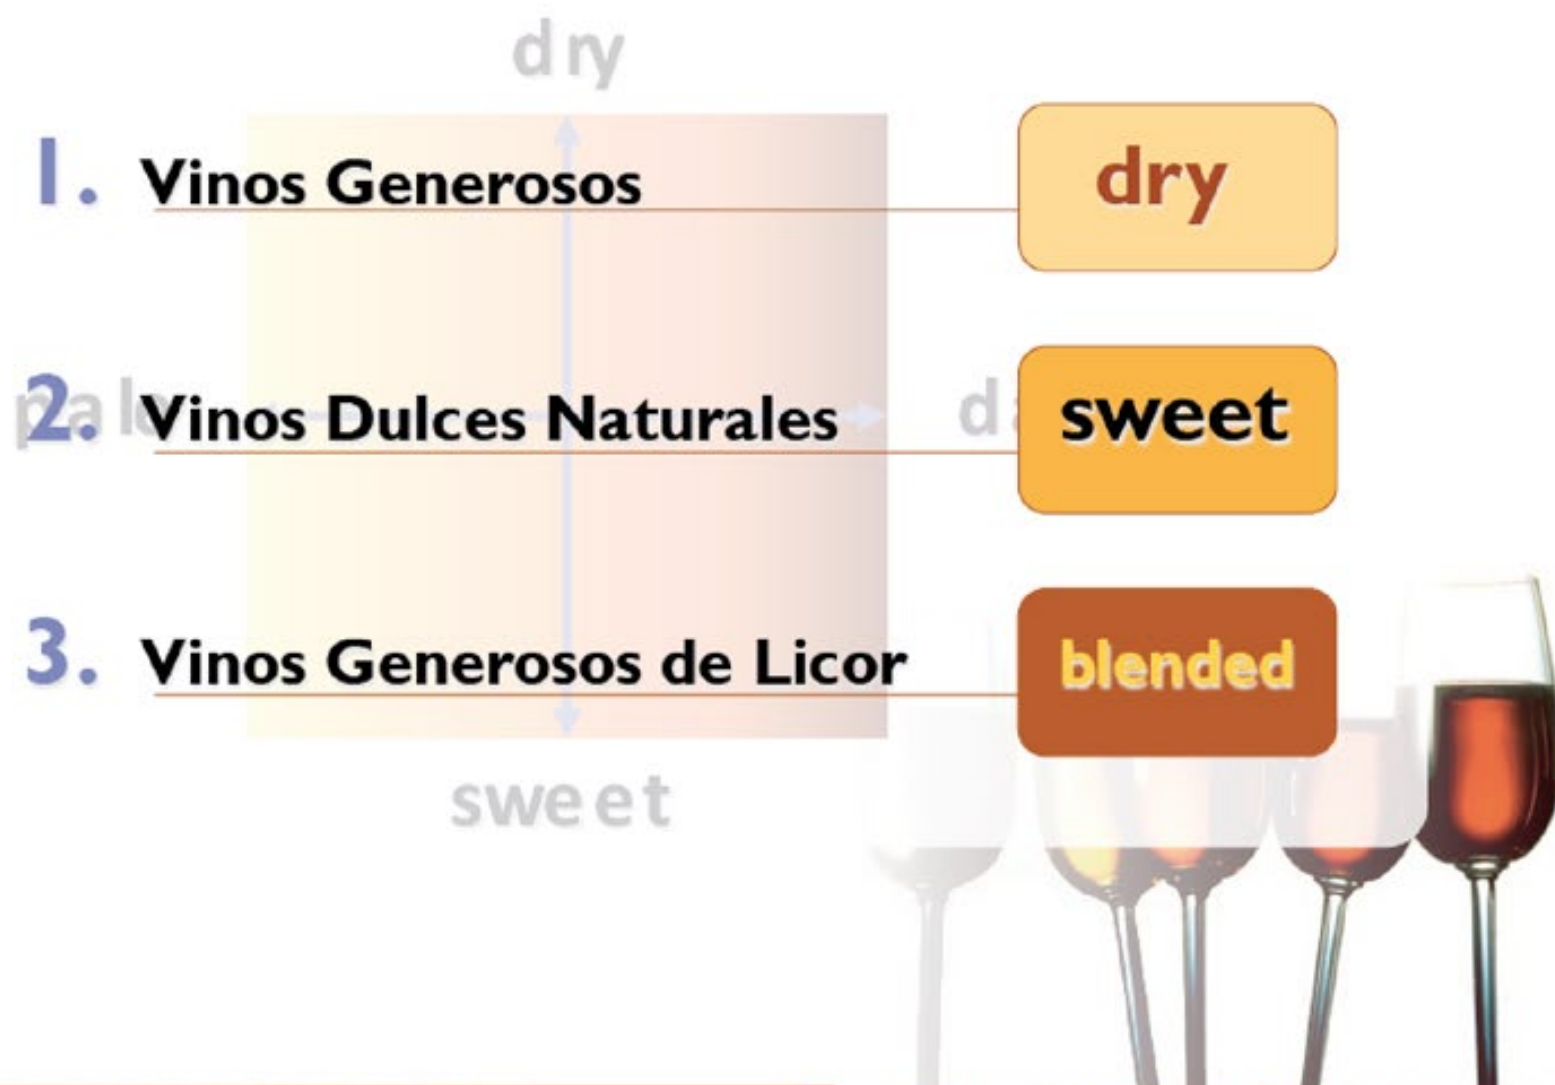 dry
1. Vinos Generosos
dry
2. Vinos Dulces Naturales
sweet
3. Vinos Generosos de Licor
blended
sweet